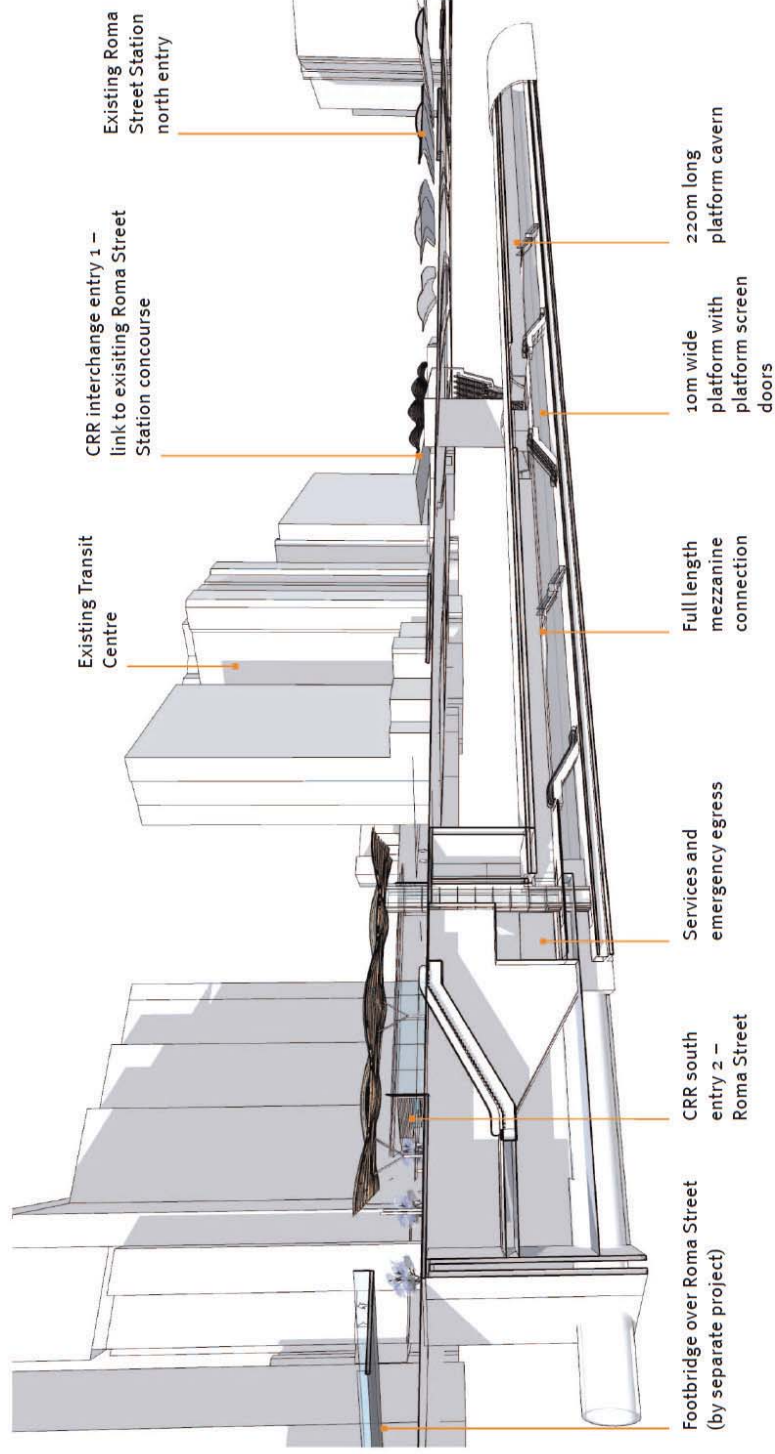 Existing Transit
Centre
CRR interchange entry 1 –
link to exisiting Roma Street
Station concourse
Existing Roma
Street Station
north entry
Footbridge over Roma Street
(by separate project)
CRR south
entry 2 –
Roma Street
Services and
emergency egress
Full length
mezzanine
connection
10m wide
platform with
platform screen
doors
220m long
platform cavern